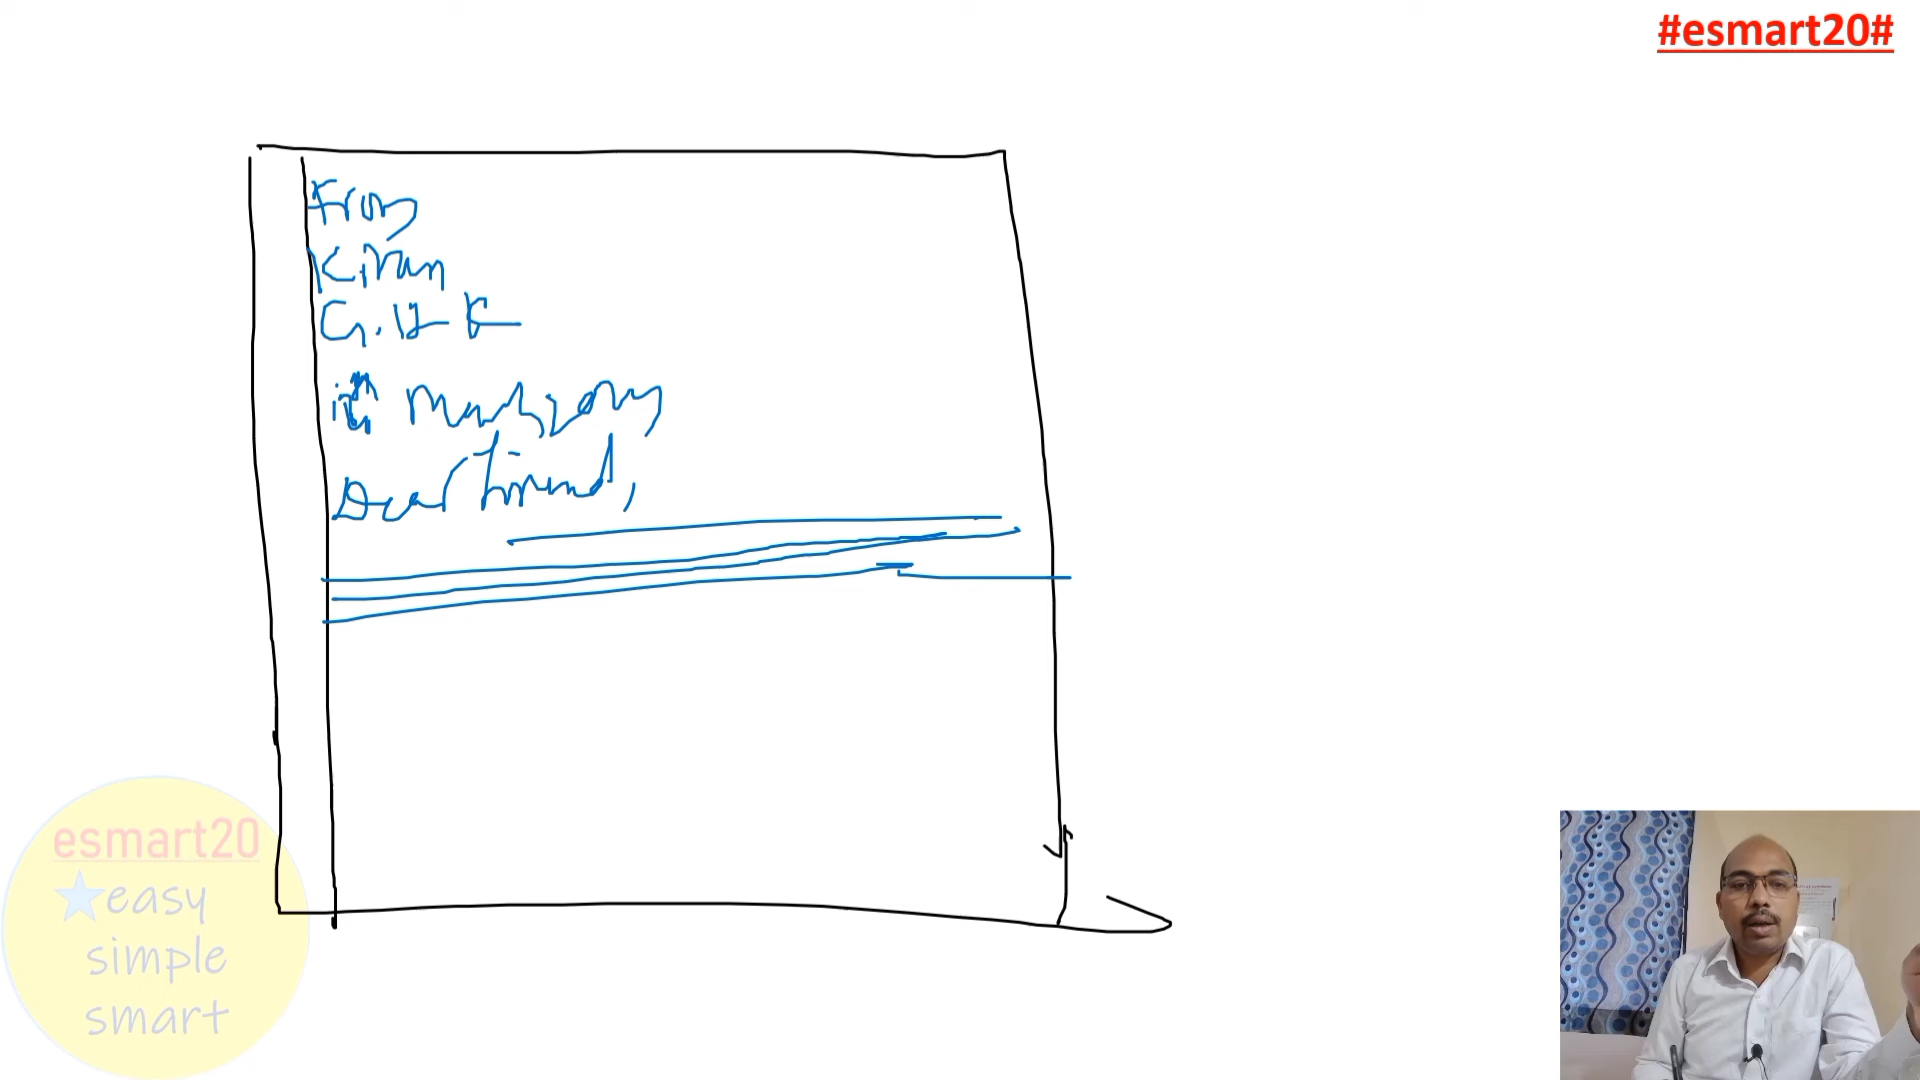 #esmart20#
From
Kiran
Dear friend,
esmart20
easy
simple
smart